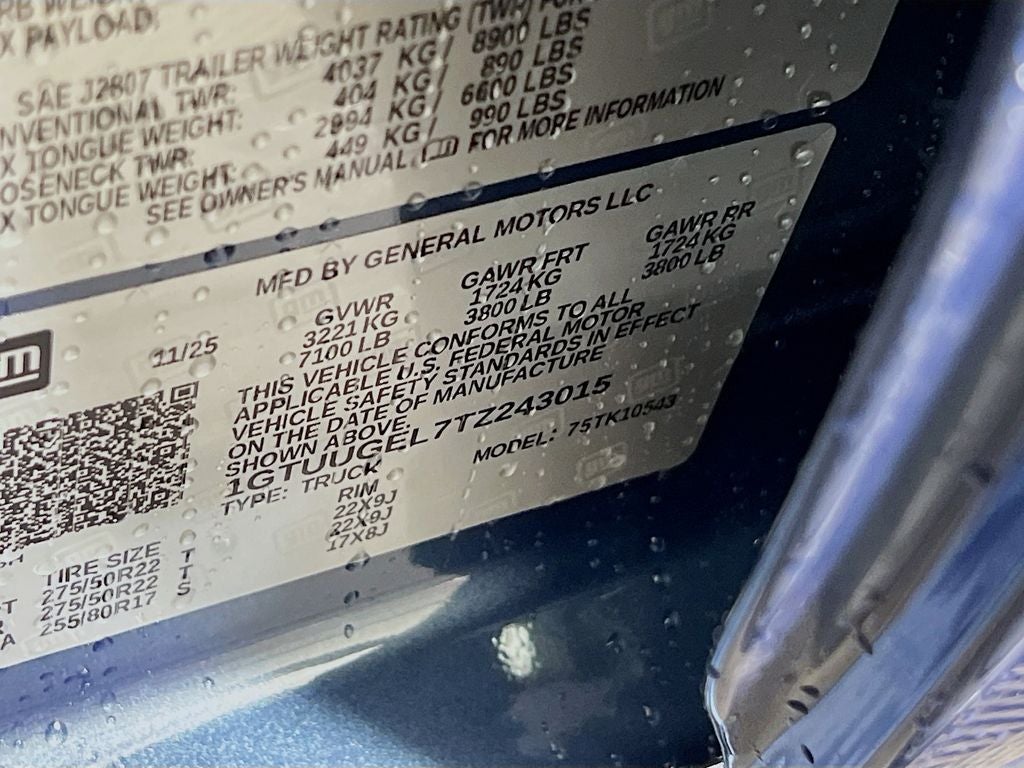 RB WEIGHT
X PAYLOAD:
SAE J2807 TRAILER WEIGHT RATING (TWR) FOR
NVENTIONAL TWR: 4037 KG/ 8900 LBS
X TONGUE WEIGHT: 404 KG/ 890 LBS
OSENECK TWR: 2994 KG/ 6600 LBS
X TONGUE WEIGHT: 449 KG/ 990 LBS
SEE OWNER'S MANUAL FOR MORE INFORMATION
MFD BY GENERAL MOTORS LLC
gm
11/25
GVWR GAWR FRT GAWR RR
3221 KG 1724 KG 1724 KG
7100 LB 3800 LB 3800 LB
THIS VEHICLE CONFORMS TO ALL
APPLICABLE U.S. FEDERAL MOTOR
VEHICLE SAFETY STANDARDS IN EFFECT
ON THE DATE OF MANUFACTURE
SHOWN ABOVE.
1GTUUGEL7TZ243015
TYPE: TRUCK MODEL: 75TK10543
TIRE SIZE RIM
T 275/50R22 T 22X9J
R 275/50R22 T 22X9J
A 255/80R17 S 17X8J